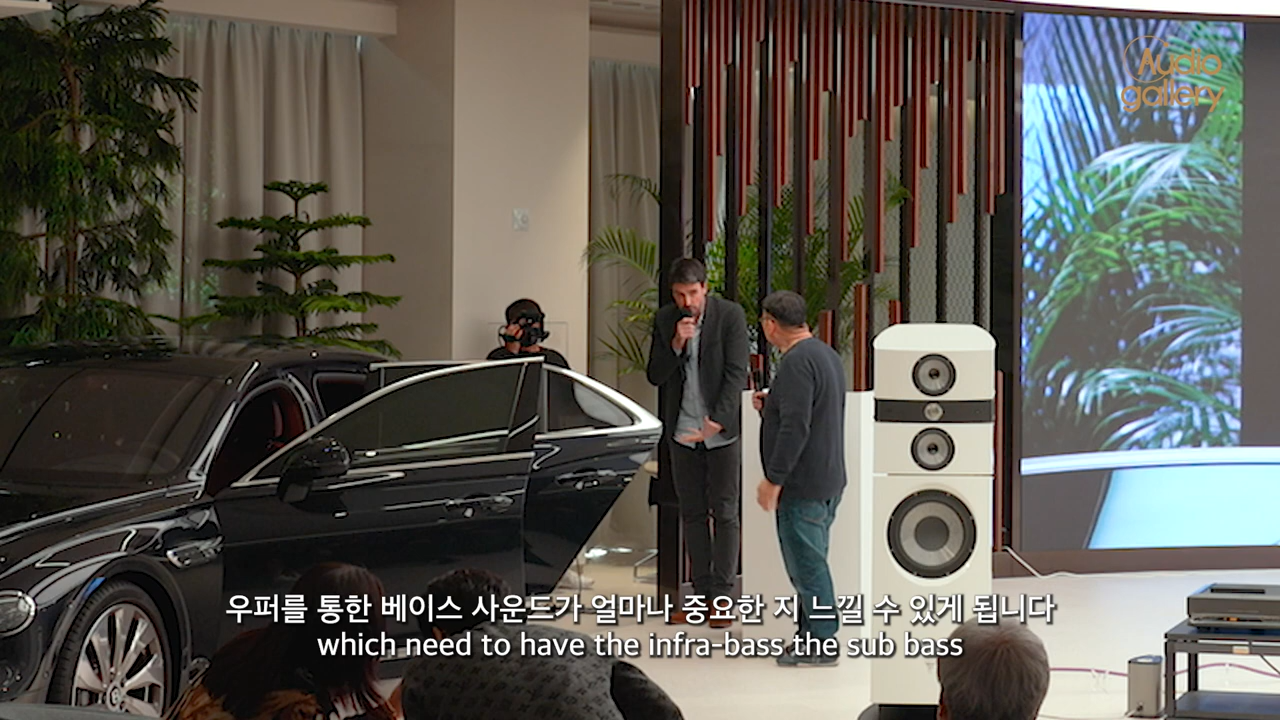 Audio
gallery
우퍼를 통한 베이스 사운드가 얼마나 중요한 지 느낄 수 있게 됩니다
which need to have the infra-bass the sub bass